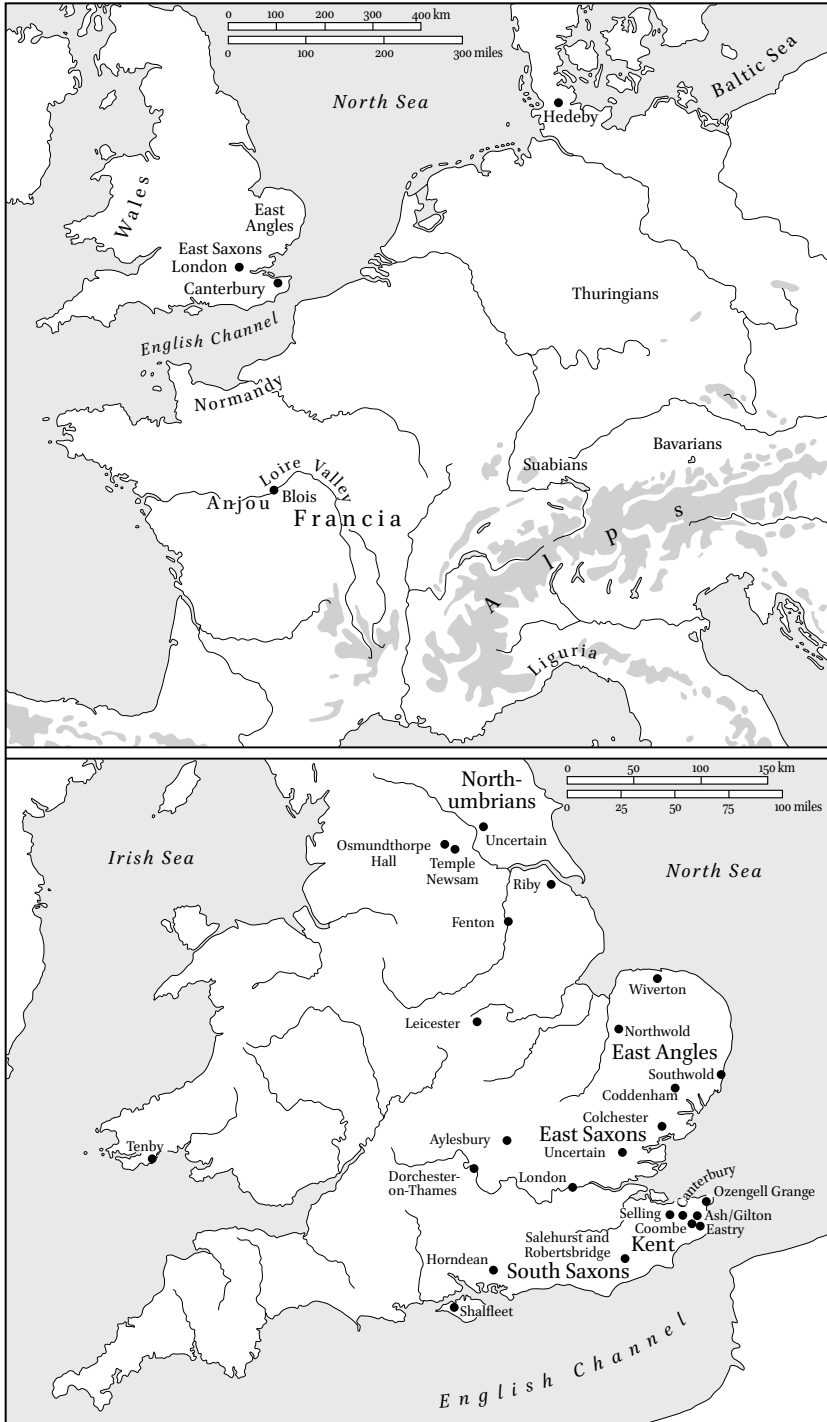 0 100 200 300 400 km
0 100 200 300 miles
North Sea
Baltic Sea
Hedeby
Wales
East
Angles
East Saxons
London
Canterbury
Thuringians
English Channel
Normandy
Bavarians
Suabians
Loire Valley
Anjou
Blois
Francia
Alps
Liguria
0 50 100 150 km
0 25 50 75 100 miles
North-
umbrians
Uncertain
Irish Sea
Osmundthorpe
Hall
Temple
Newsam
North Sea
Riby
Fenton
Wiverton
Leicester
Northwold
East Angles
Southwold
Coddenham
Colchester
Aylesbury
East Saxons
Uncertain
Tenby
Dorchester-
on-Thames
London
Canterbury
Ozengell Grange
Selling
Ash/Gilton
Coombe
Eastry
Salehurst and
Robertsbridge
Kent
Horndean
South Saxons
Shalfleet
English Channel